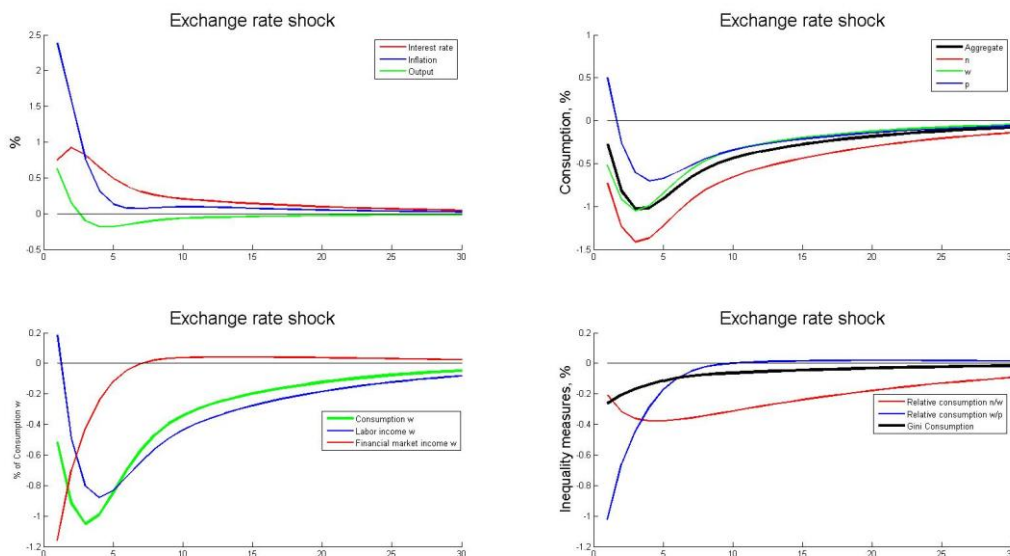 Exchange rate shock
%
2.5
2
1.5
1
0.5
0
-0.5
0 5 10 15 20 25 30
Interest rate
Inflation
Output
Exchange rate shock
Consumption, %
1
0.5
0
-0.5
-1
-1.5
0 5 10 15 20 25 30
Aggregate
n
w
p
Exchange rate shock
% of Consumption w
0.2
0
-0.2
-0.4
-0.6
-0.8
-1
-1.2
0 5 10 15 20 25 30
Consumption w
Labor income w
Financial market income w
Exchange rate shock
Inequality measures, %
0.2
0
-0.2
-0.4
-0.6
-0.8
-1
-1.2
0 5 10 15 20 25 30
Relative consumption n/w
Relative consumption w/p
Gini Consumption